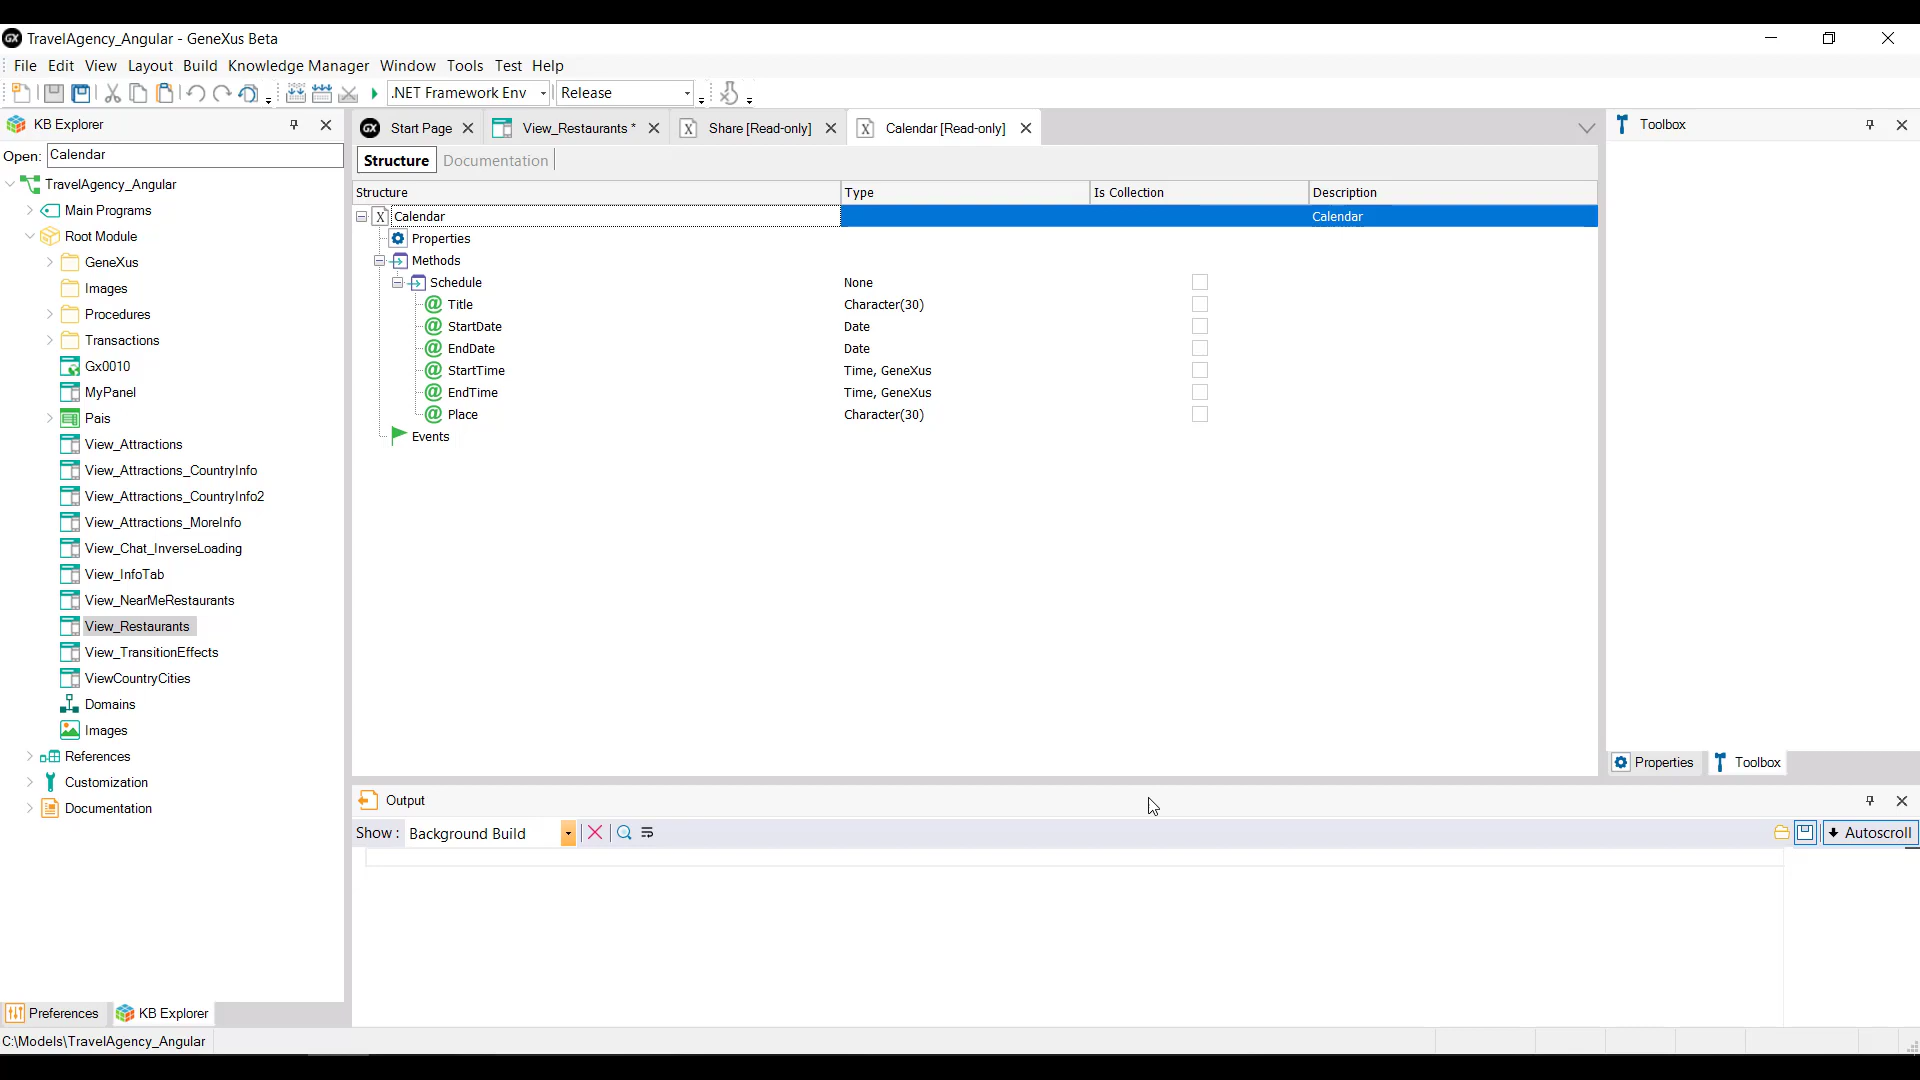 GX TravelAgency_Angular - GeneXus Beta
File Edit View Layout Build Knowledge Manager Window Tools Test Help
.NET Framework Env Release
KB Explorer
Open: Calendar
TravelAgency_Angular
Main Programs
Root Module
GeneXus
Images
Procedures
Transactions
Gx0010
MyPanel
Pais
View_Attractions
View_Attractions_CountryInfo
View_Attractions_CountryInfo2
View_Attractions_MoreInfo
View_Chat_InverseLoading
View_InfoTab
View_NearMeRestaurants
View_Restaurants
View_TransitionEffects
ViewCountryCities
Domains
Images
References
Customization
Documentation
Preferences KB Explorer
GX Start Page View_Restaurants * X Share [Read-only] X Calendar [Read-only]
Structure Documentation
Structure Type Is Collection Description
X Calendar Calendar
Properties
Methods
Schedule None
@ Title Character(30)
@ StartDate Date
@ EndDate Date
@ StartTime Time, GeneXus
@ EndTime Time, GeneXus
@ Place Character(30)
Events
Toolbox
Properties Toolbox
Output
Show : Background Build Autoscroll
C:\Models\TravelAgency_Angular